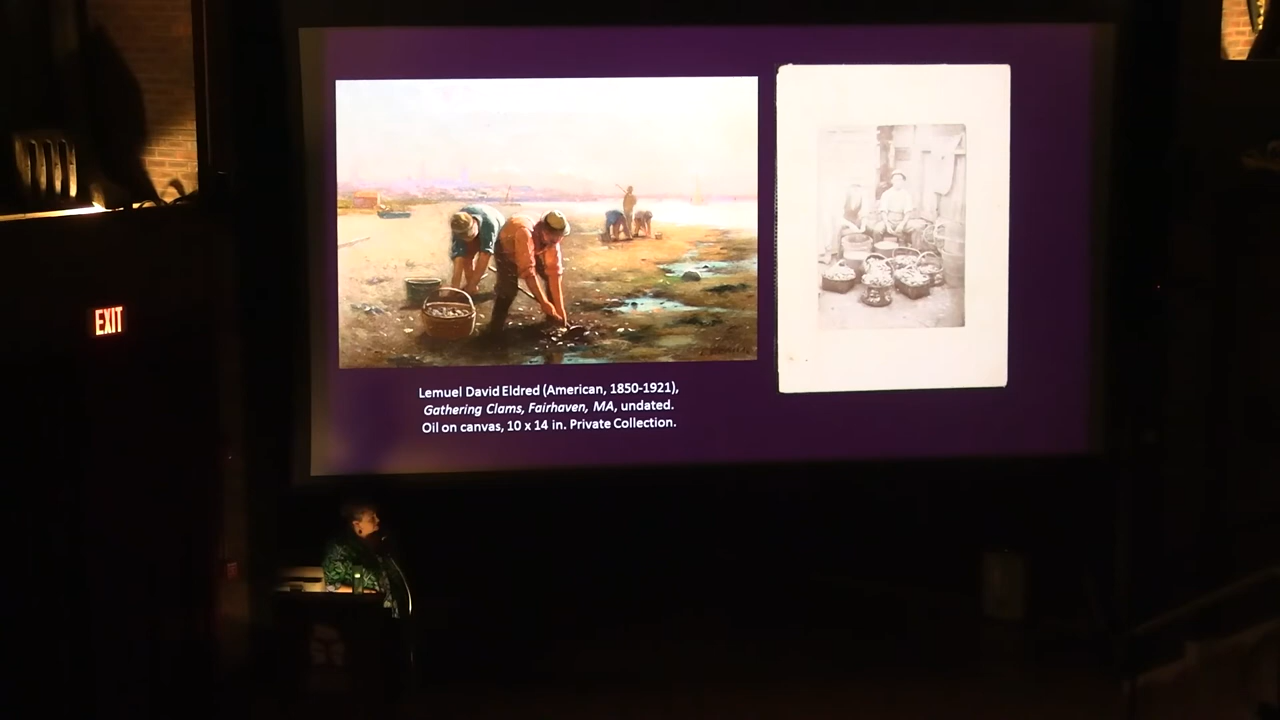 EXIT
Lemuel David Eldred (American, 1850-1921),
Gathering Clams, Fairhaven, MA, undated.
Oil on canvas, 10 x 14 in. Private Collection.